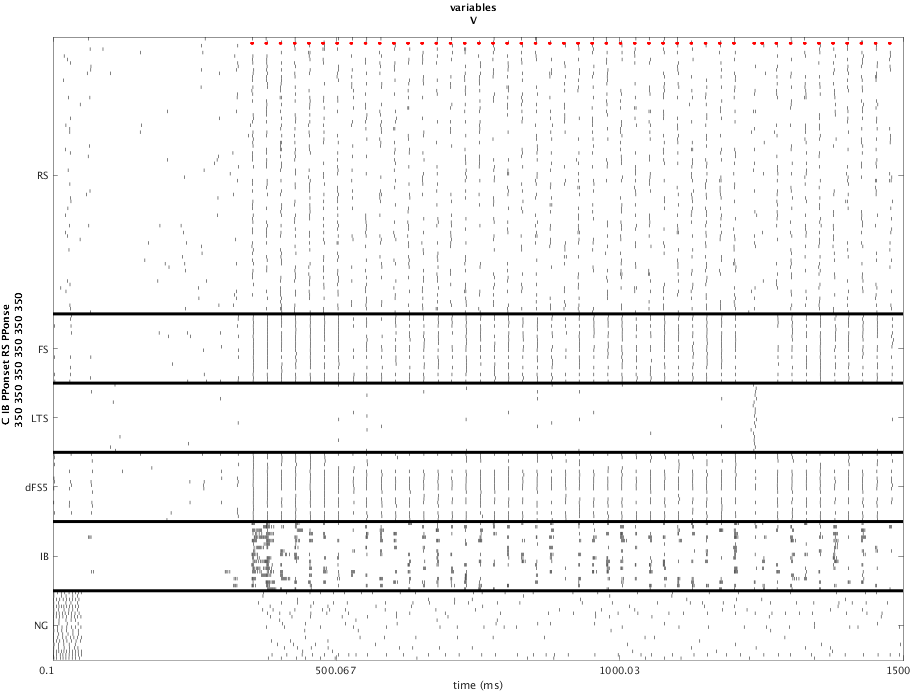 variables
V
C IB PPonset RS PPonse
350 350 350 350 350 350
RS
FS
LTS
dFS5
IB
NG
0.1
500.067
1000.03
1500
time (ms)